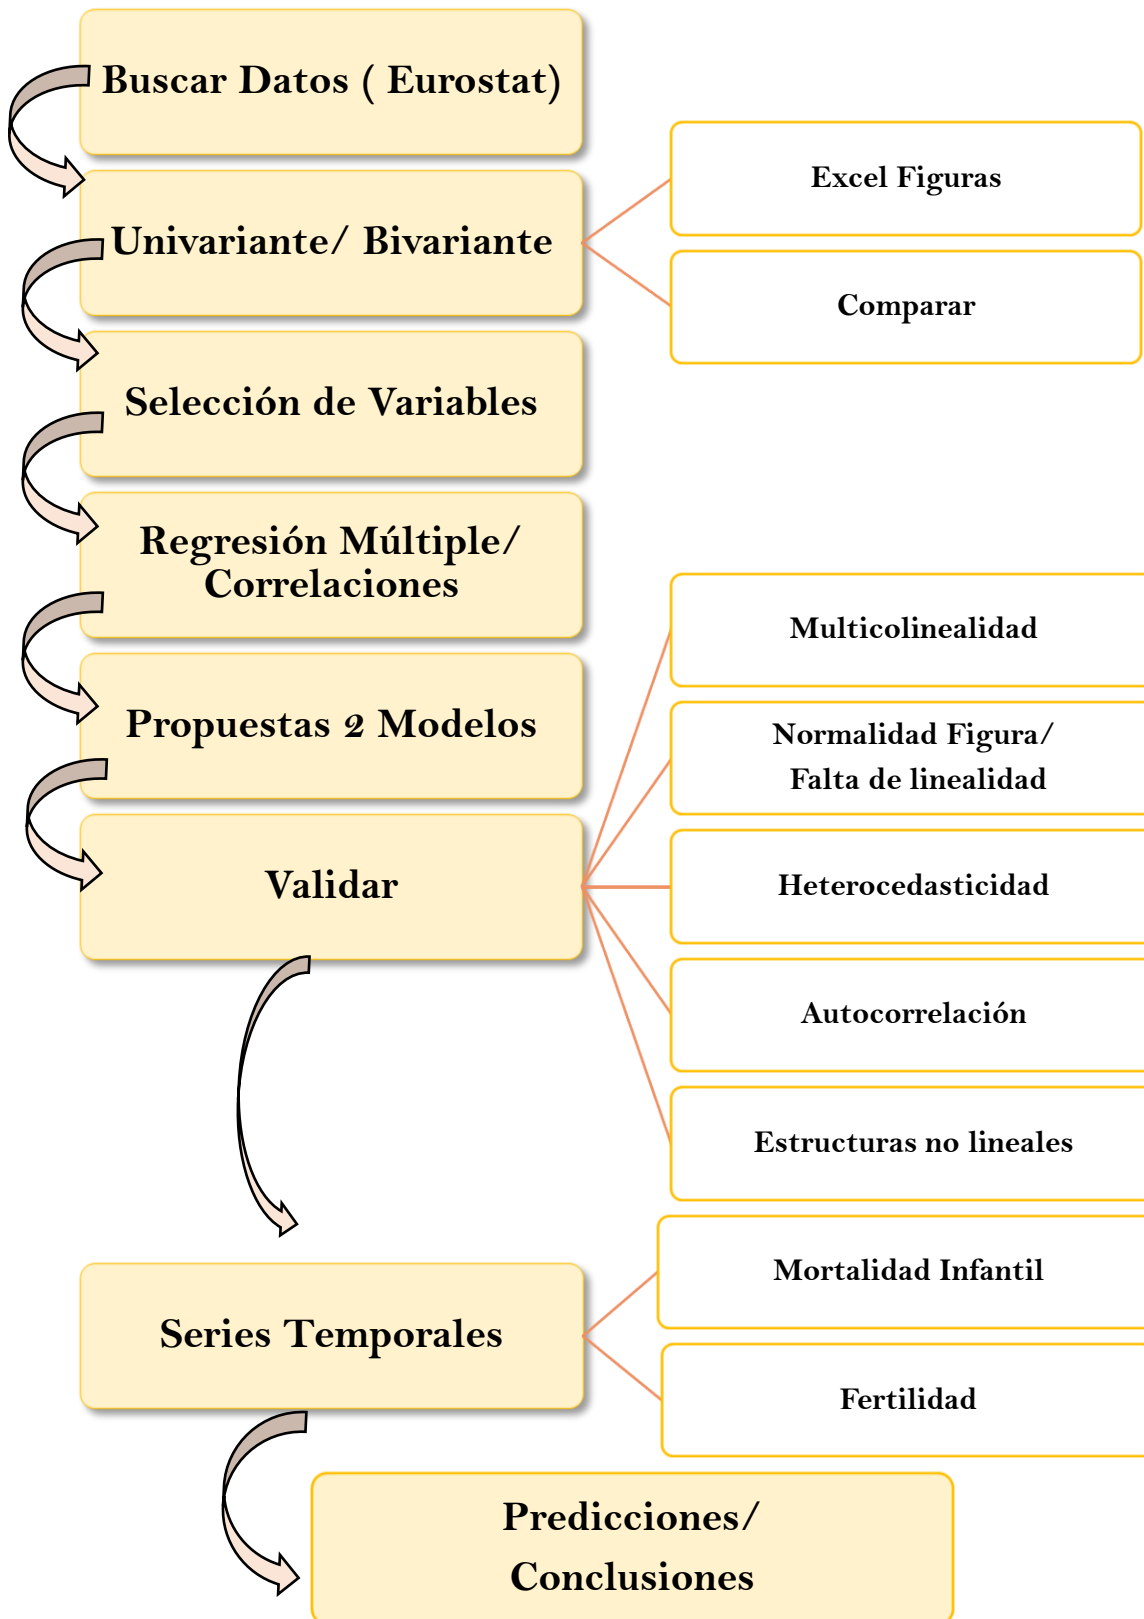 Buscar Datos ( Eurostat)
Univariante/ Bivariante
Excel Figuras
Comparar
Selección de Variables
Regresión Múltiple/
Correlaciones
Propuestas 2 Modelos
Validar
Multicolinealidad
Normalidad Figura/
Falta de linealidad
Heterocedasticidad
Autocorrelación
Estructuras no lineales
Series Temporales
Mortalidad Infantil
Fertilidad
Predicciones/
Conclusiones